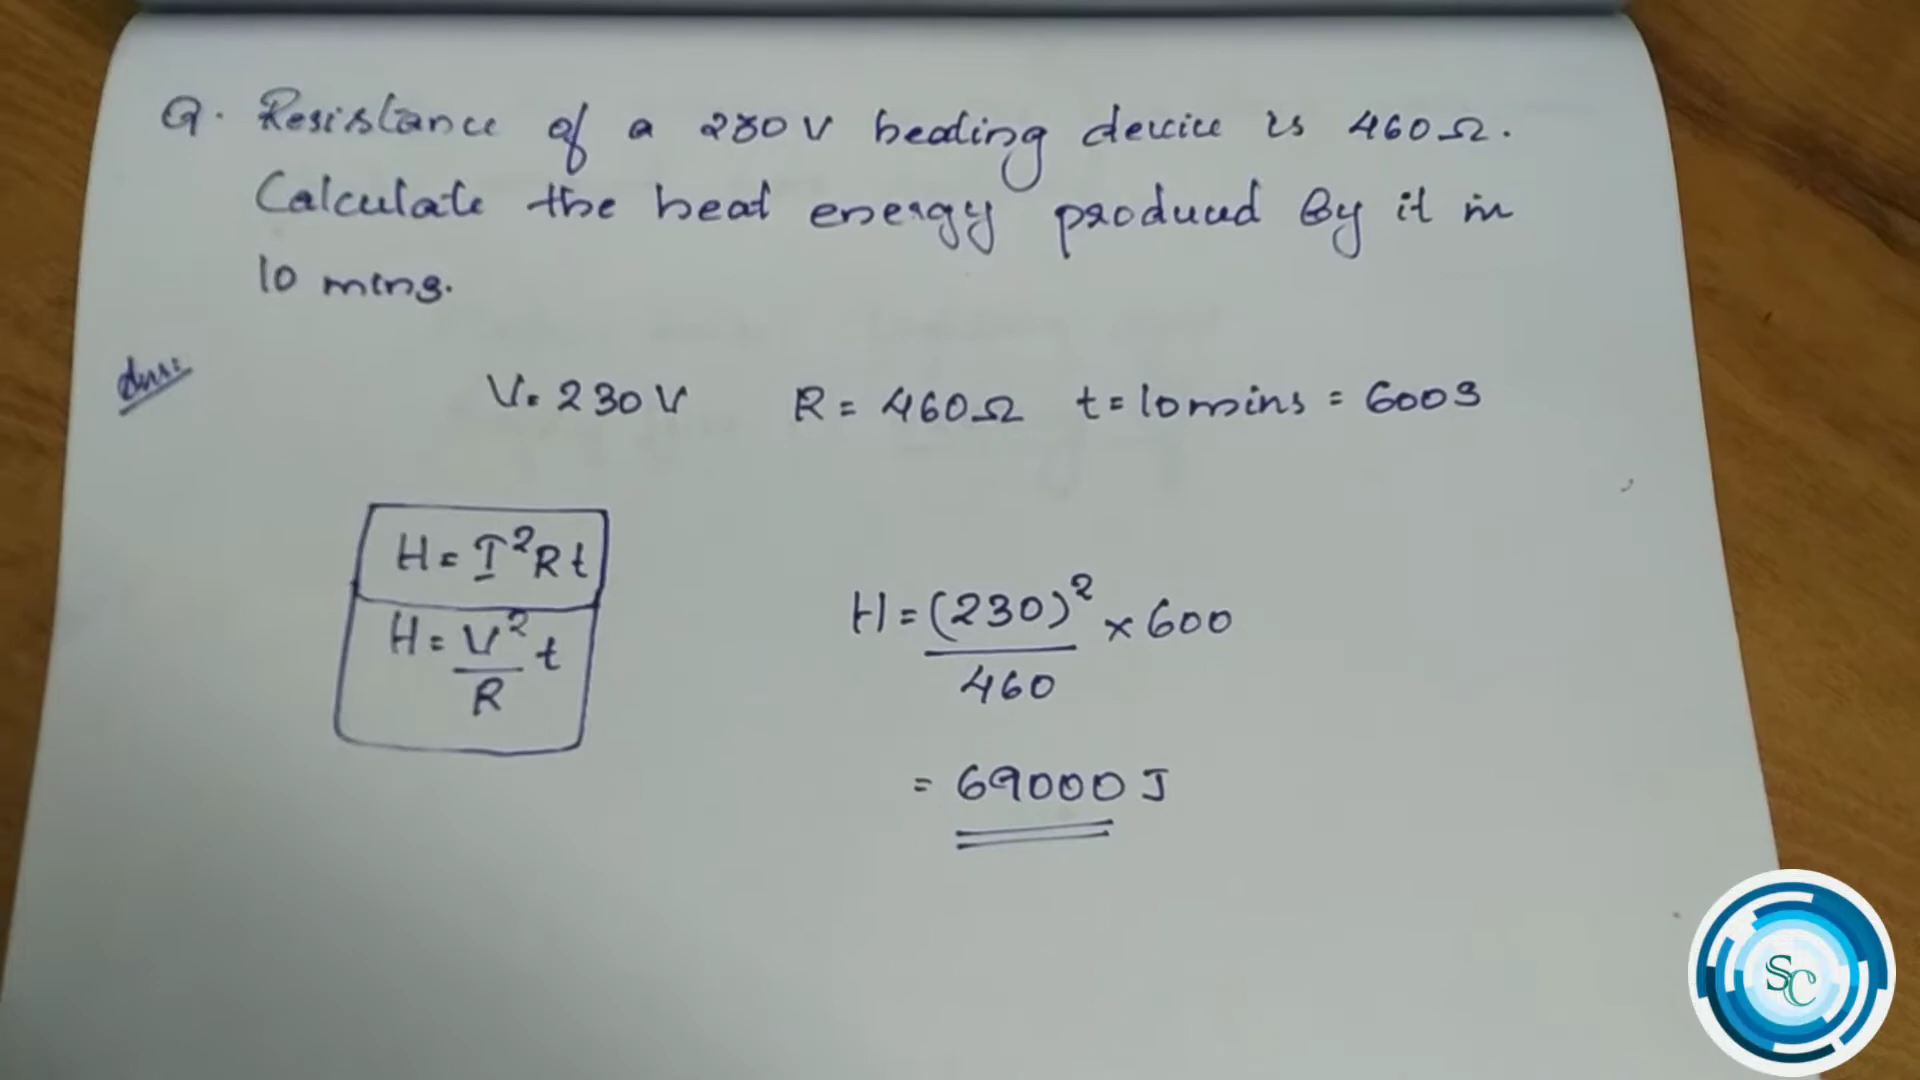 Q. Resistance of a 230V heating device is 460Ω.
Calculate the heat energy produced by it in
10 mins.
Ans:
V = 230V R = 460Ω t = 10mins = 600s
H = I²Rt
H = V²/R t
H = (230)²/460 × 600
= 69000 J
SC